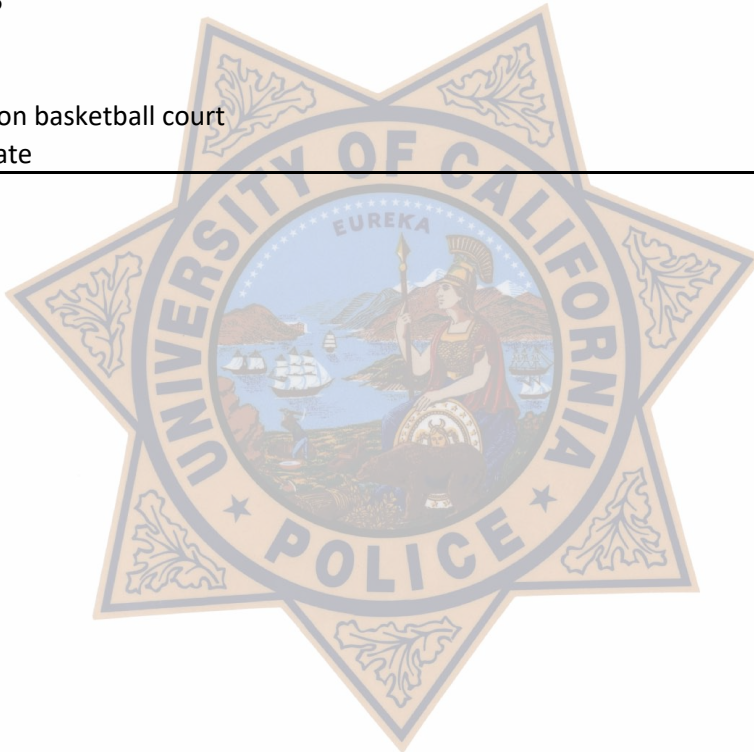 on basketball court
ate
UNIVERSITY OF CALIFORNIA
EUREKA
POLICE